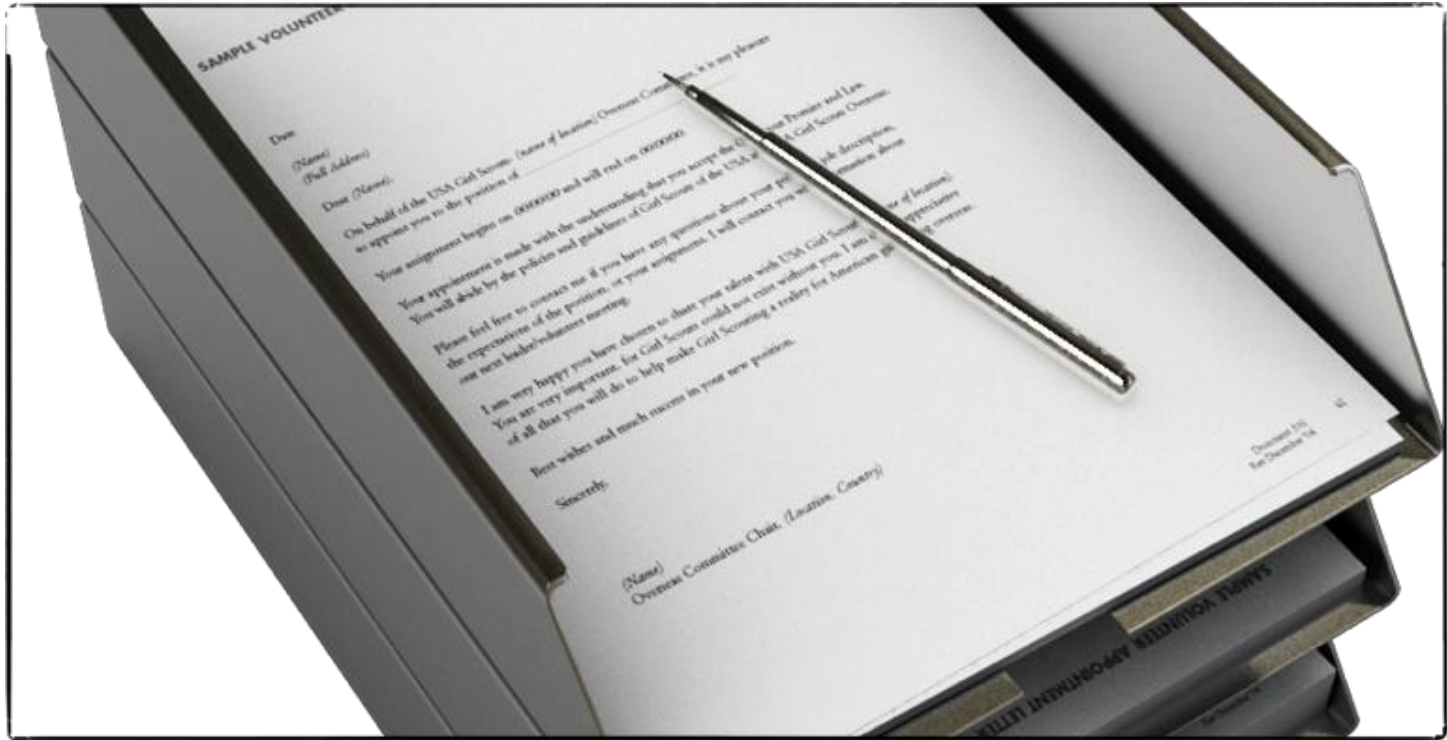 SAMPLE VOLUNTEER
Date
(Name)
(Full Address)
Dear (Name),
On behalf of the USA Girl Scouts- (name of location) Overseas it is my pleasure
to appoint you to the position of
Your assignment begins on 00/00/00 and will end on 00/00/00
Your appointment is made with the understanding that you accept the Promise and Law.
You will abide by the policies and guidelines of Girl Scouts of the USA Girl Scouts Overseas.
Please feel free to contact me if you have any questions about your job description,
the expectations of the position, or your assignment. I will contact you about
our next leader/volunteer meeting.
I am very happy you have chosen to share your talent with USA Girl of location)
You are very important, for Girl Scouts could not exist without you. I am appreciative
of all that you will do to help make Girl Scouting a reality for American overseas.
Best wishes and much success in your new position.
Sincerely,
(Name)
Overseas Committee Chair, (Location, Country)
SAMPLE VOLUNTEER APPOINTMENT LETTER